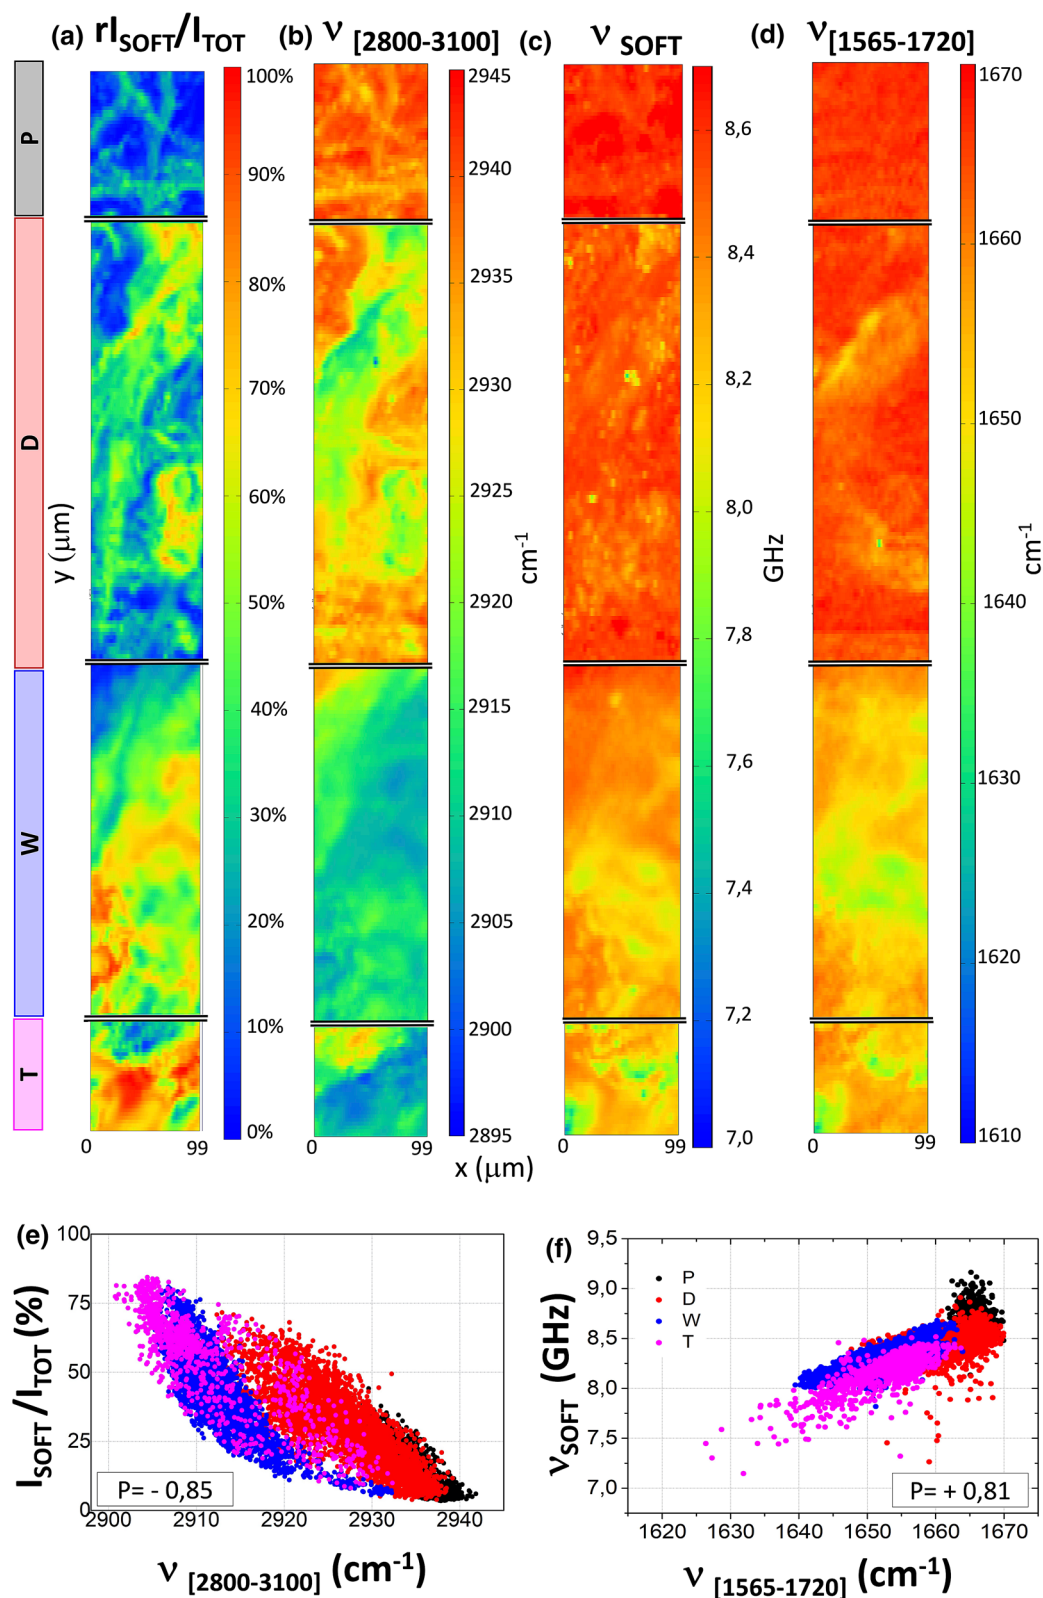 (a) rI_SOFT/I_TOT (b) ν [2800-3100] (c) ν SOFT (d) ν[1565-1720]
P
D
W
T
y (μm)
100%
90%
80%
70%
60%
50%
40%
30%
20%
10%
0%
2945
2940
2935
2930
2925
2920
2915
2910
2905
2900
2895
cm-1
8,6
8,4
8,2
8,0
7,8
7,6
7,4
7,2
7,0
GHz
1670
1660
1650
1640
1630
1620
1610
cm-1
0 99 0 99 0 99 0 99
x (μm)
(e)
I_SOFT /I_TOT (%)
100
75
50
25
0
P= - 0,85
2900 2910 2920 2930 2940
ν [2800-3100] (cm-1)
(f)
ν_SOFT (GHz)
9,5
9,0
8,5
8,0
7,5
7,0
P
D
W
T
P= + 0,81
1620 1630 1640 1650 1660 1670
ν [1565-1720] (cm-1)